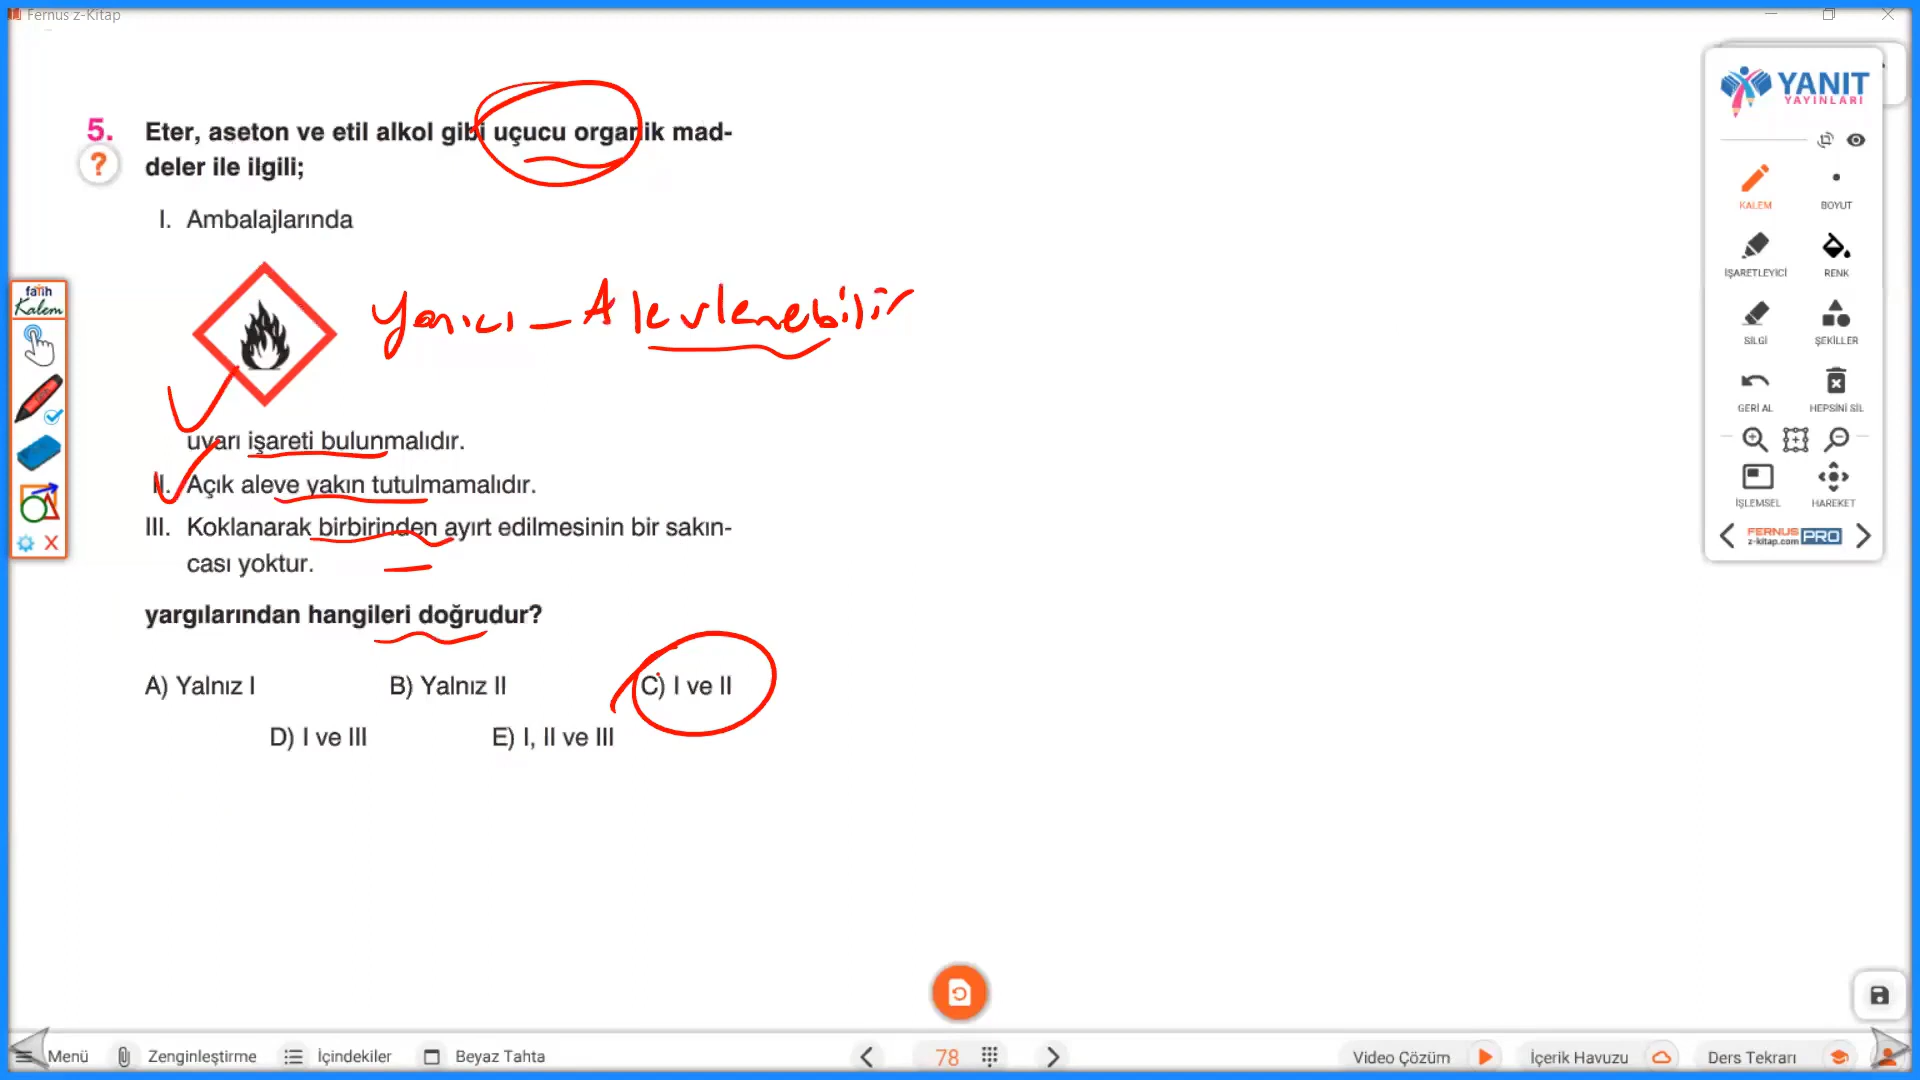 Fernus z-Kitap
5. Eter, aseton ve etil alkol gibi uçucu organik mad-
? deler ile ilgili;
I. Ambalajlarında
Yanıcı - Alevlenebilir
uyarı işareti bulunmalıdır.
II. Açık aleve yakın tutulmamalıdır.
III. Koklanarak birbirinden ayırt edilmesinin bir sakın-
cası yoktur.
yargılarından hangileri doğrudur?
A) Yalnız I B) Yalnız II C) I ve II
D) I ve III E) I, II ve III
fatih
Kalem
YANIT
YAYINLARI
KALEM BOYUT
İŞARETLEYİCİ RENK
SİLGİ ŞEKİLLER
GERİ AL HEPSİNİ SİL
İŞLEMSEL HAREKET
FERNUS
z-kitap.com PRO
Menü Zenginleştirme İçindekiler Beyaz Tahta 78 Video Çözüm İçerik Havuzu Ders Tekrarı